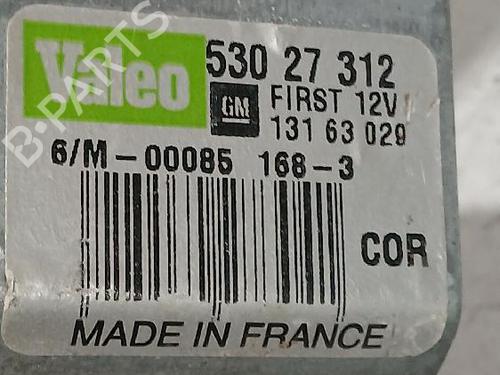 Valeo
530 27 312
GM
FIRST 12V
131 63 029
6/M-00085 168-3
COR
MADE IN FRANCE
B-PARTS